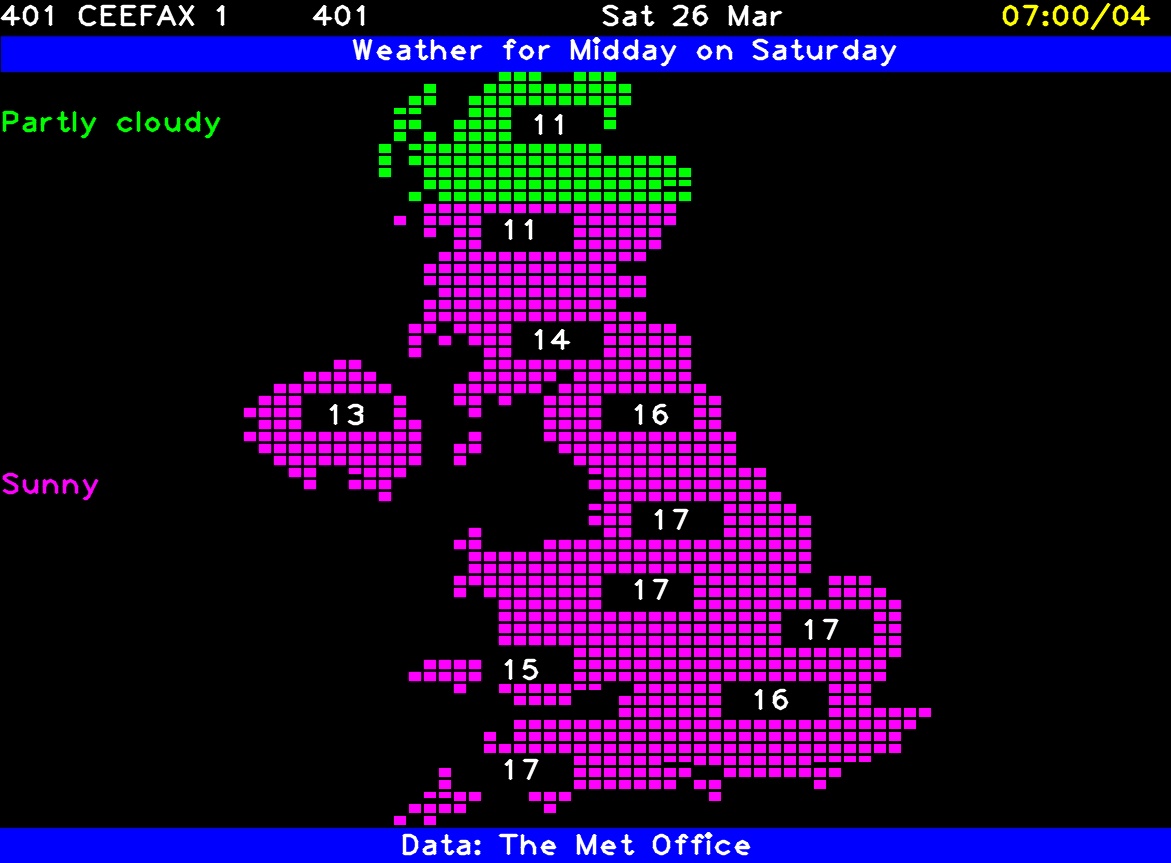 401 CEEFAX 1 401 Sat 26 Mar 07:00/04
Weather for Midday on Saturday
Partly cloudy
11
11
14
13 16
Sunny
17
17
17
15
16
17
Data: The Met Office